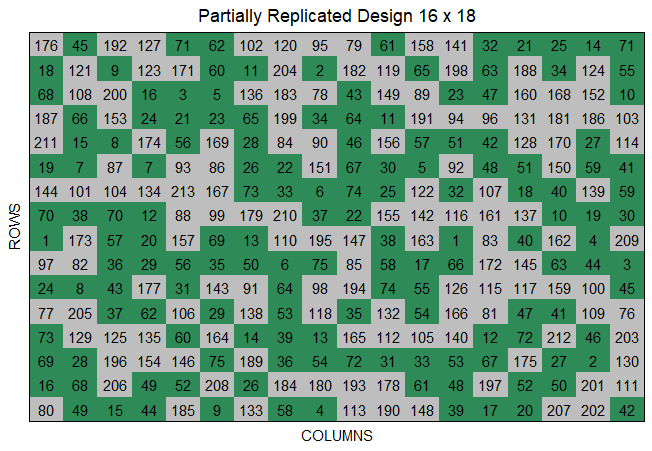 Partially Replicated Design 16 x 18
176 45 192 127 71 62 102 120 95 79 61 158 141 32 21 25 14 71
18 121 9 123 171 60 11 204 2 182 119 65 198 63 188 34 124 55
68 108 200 16 3 5 136 183 78 43 149 89 23 47 160 168 152 10
187 66 153 24 21 23 65 199 34 64 11 191 94 96 131 181 186 103
211 15 8 174 56 169 28 84 90 46 156 57 51 42 128 170 27 114
19 7 87 7 93 86 26 22 151 67 30 5 92 48 51 150 59 41
144 101 104 134 213 167 73 33 6 74 25 122 32 107 18 40 139 59
70 38 70 12 88 99 179 210 37 22 155 142 116 161 137 10 19 30
1 173 57 20 157 69 13 110 195 147 38 163 1 83 40 162 4 209
97 82 36 29 56 35 50 6 75 85 58 17 66 172 145 63 44 3
24 8 43 177 31 143 91 64 98 194 74 55 126 115 117 159 100 45
77 205 37 62 106 29 138 53 118 35 132 54 166 81 47 41 109 76
73 129 125 135 60 164 14 39 13 165 112 105 140 12 72 212 46 203
69 28 196 154 146 75 189 36 54 72 31 33 53 67 175 27 2 130
16 68 206 49 52 208 26 184 180 193 178 61 48 197 52 50 201 111
80 49 15 44 185 9 133 58 4 113 190 148 39 17 20 207 202 42
ROWS
COLUMNS